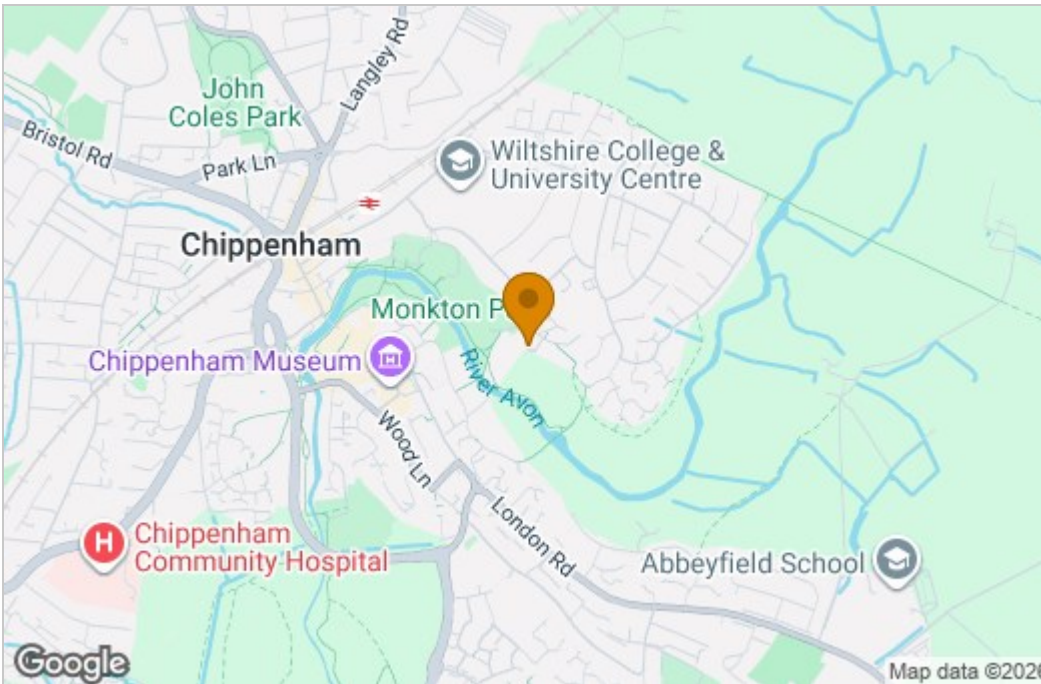 John
Coles Park
Langley Rd
Bristol Rd
Park Ln
Wiltshire College &
University Centre
Chippenham
Monkton P
Chippenham Museum
River Avon
Wood Ln
London Rd
H
Chippenham
Community Hospital
Abbeyfield School
Google
Map data ©2026